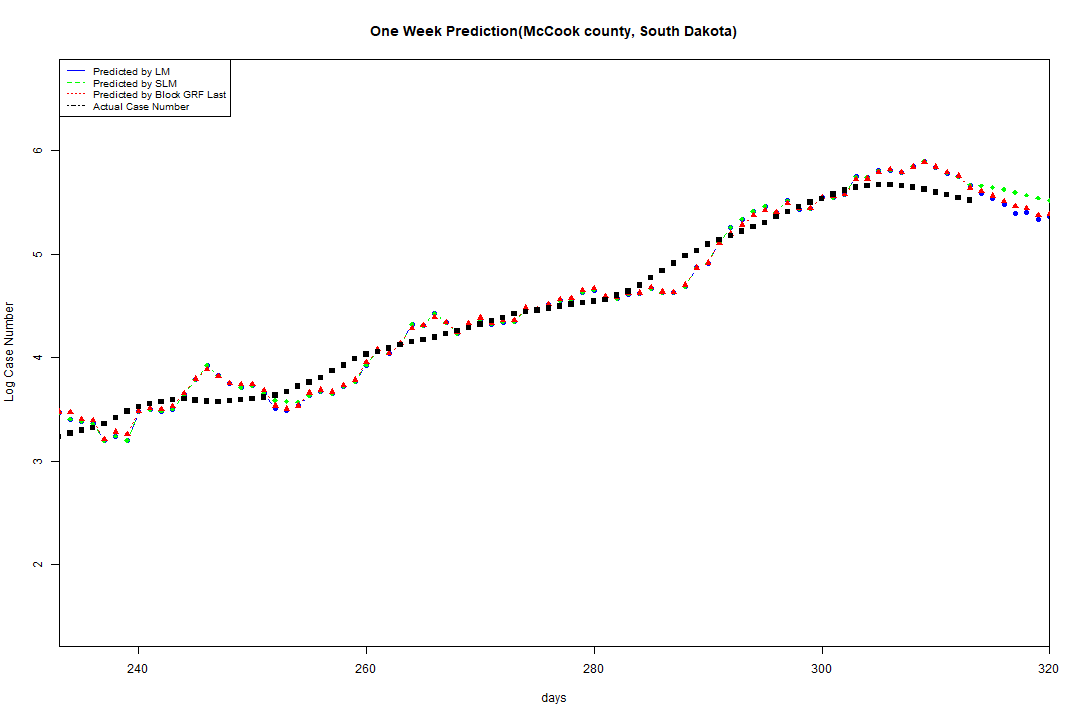 One Week Prediction(McCook county, South Dakota)
Predicted by LM
Predicted by SLM
Predicted by Block GRF Last
Actual Case Number
6
5
4
3
2
Log Case Number
240
260
280
300
320
days